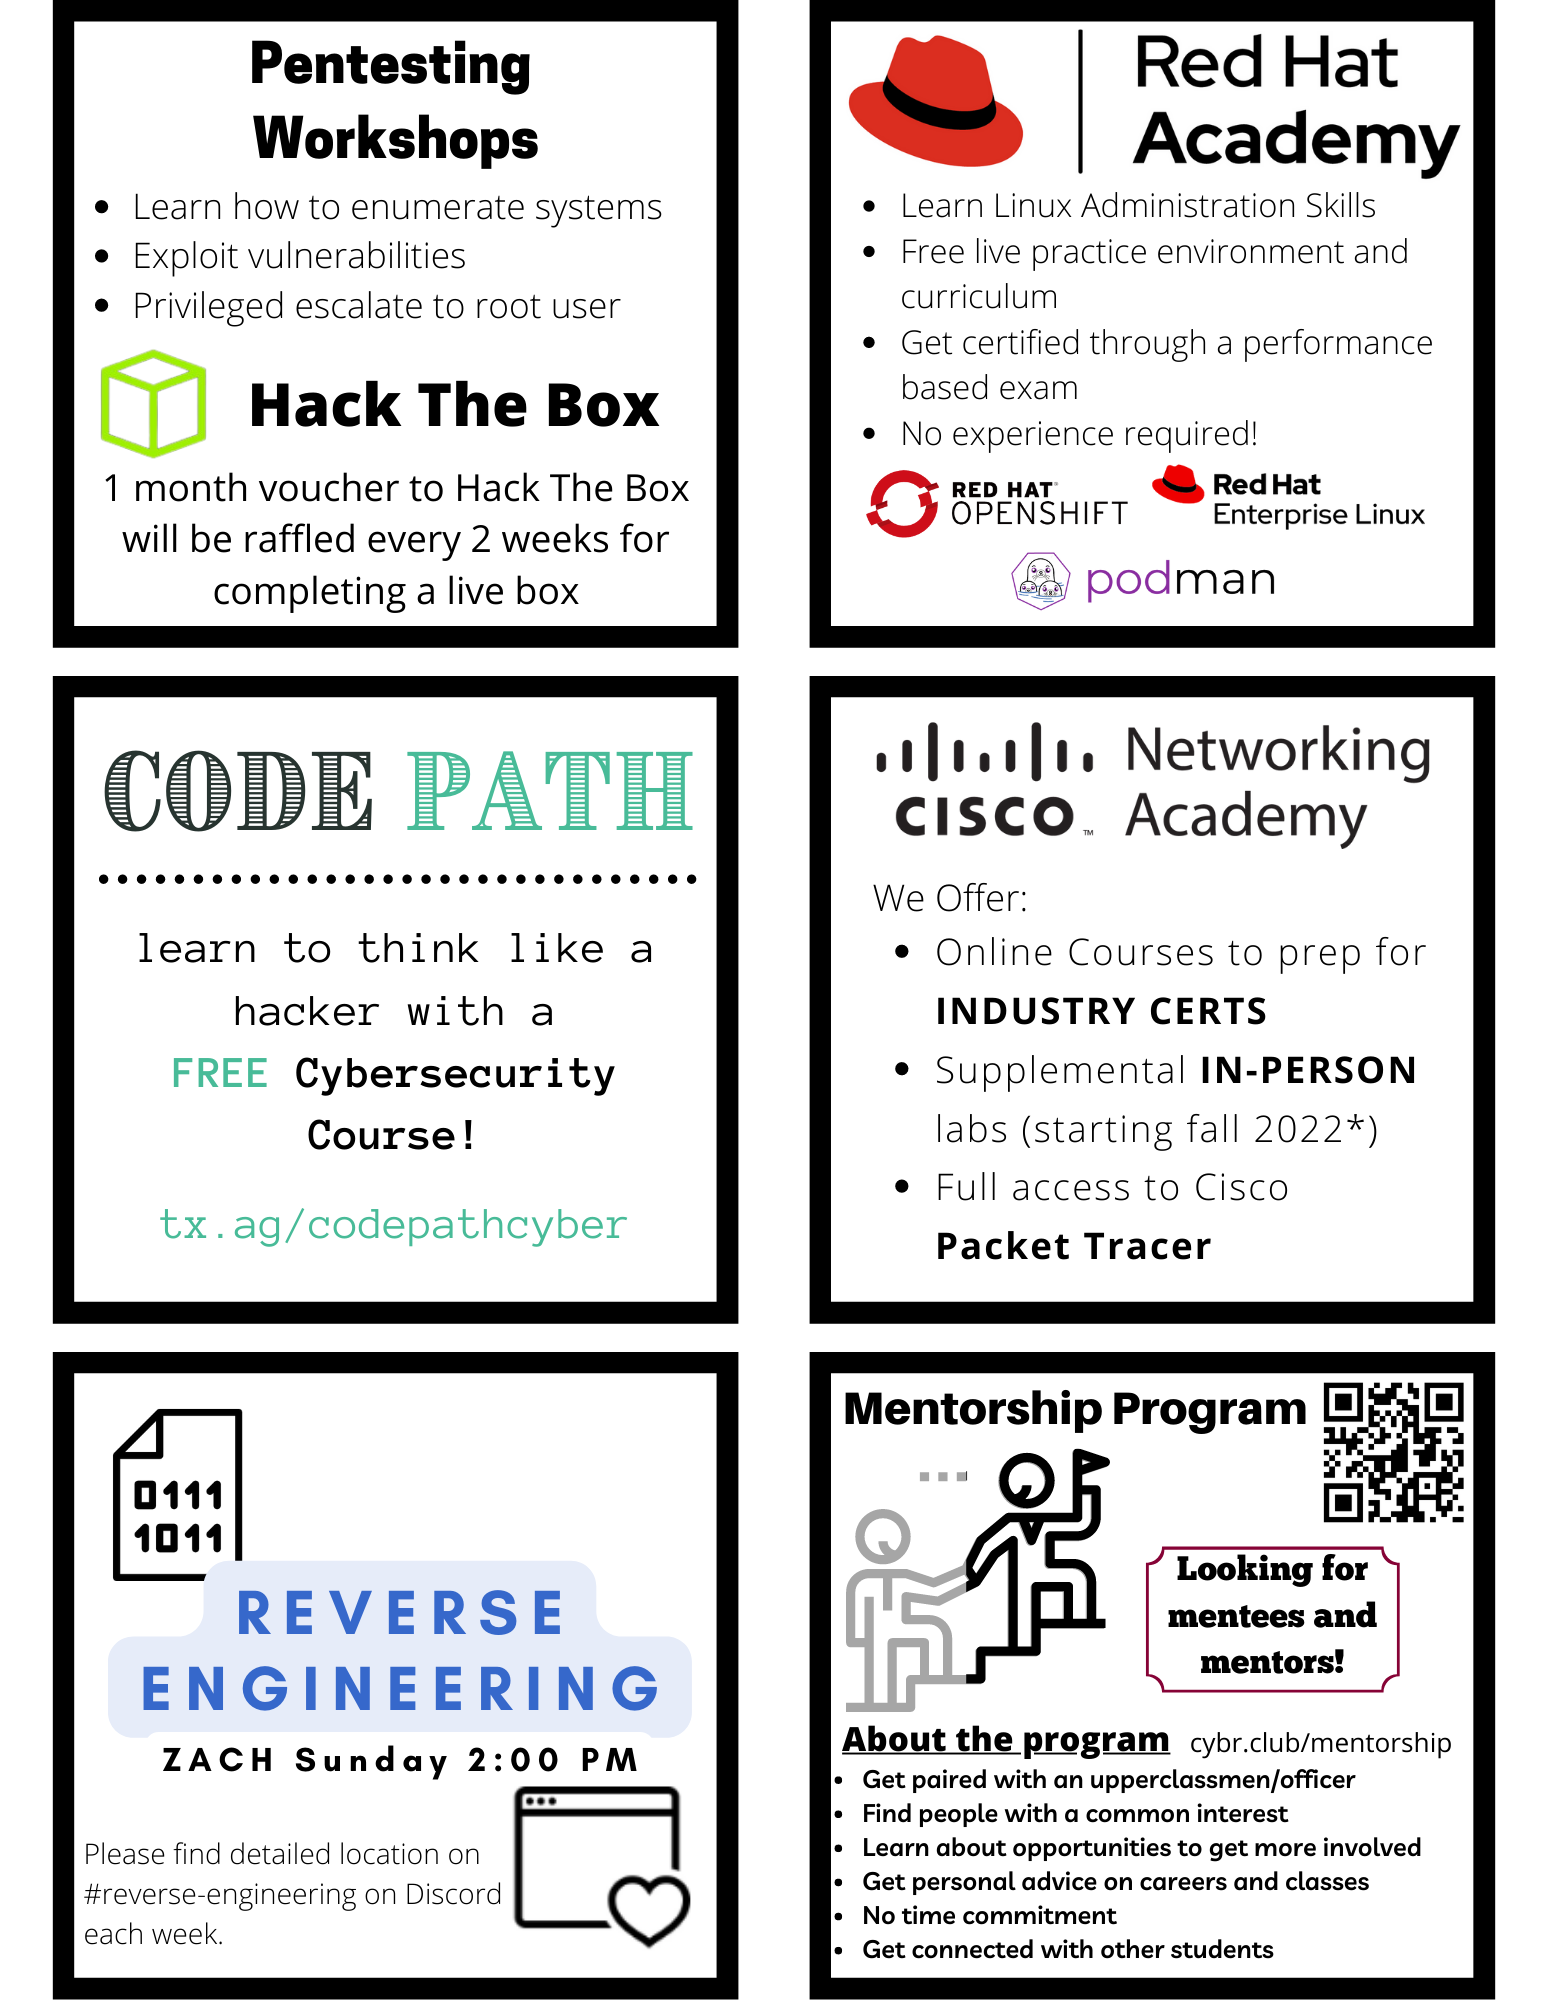 Pentesting
Workshops
• Learn how to enumerate systems
• Exploit vulnerabilities
• Privileged escalate to root user
Hack The Box
1 month voucher to Hack The Box
will be raffled every 2 weeks for
completing a live box
Red Hat
Academy
• Learn Linux Administration Skills
• Free live practice environment and
curriculum
• Get certified through a performance
based exam
• No experience required!
RED HAT®
OPENSHIFT
Red Hat
Enterprise Linux
podman
CODE PATH
learn to think like a
hacker with a
FREE Cybersecurity
Course!
tx.ag/codepathcyber
CISCO™
Networking
Academy
We Offer:
• Online Courses to prep for
INDUSTRY CERTS
• Supplemental IN-PERSON
labs (starting fall 2022*)
• Full access to Cisco
Packet Tracer
0111
1011
REVERSE
ENGINEERING
ZACH Sunday 2:00 PM
Please find detailed location on
#reverse-engineering on Discord
each week.
Mentorship Program
Looking for
mentees and
mentors!
About the program cybr.club/mentorship
• Get paired with an upperclassmen/officer
• Find people with a common interest
• Learn about opportunities to get more involved
• Get personal advice on careers and classes
• No time commitment
• Get connected with other students